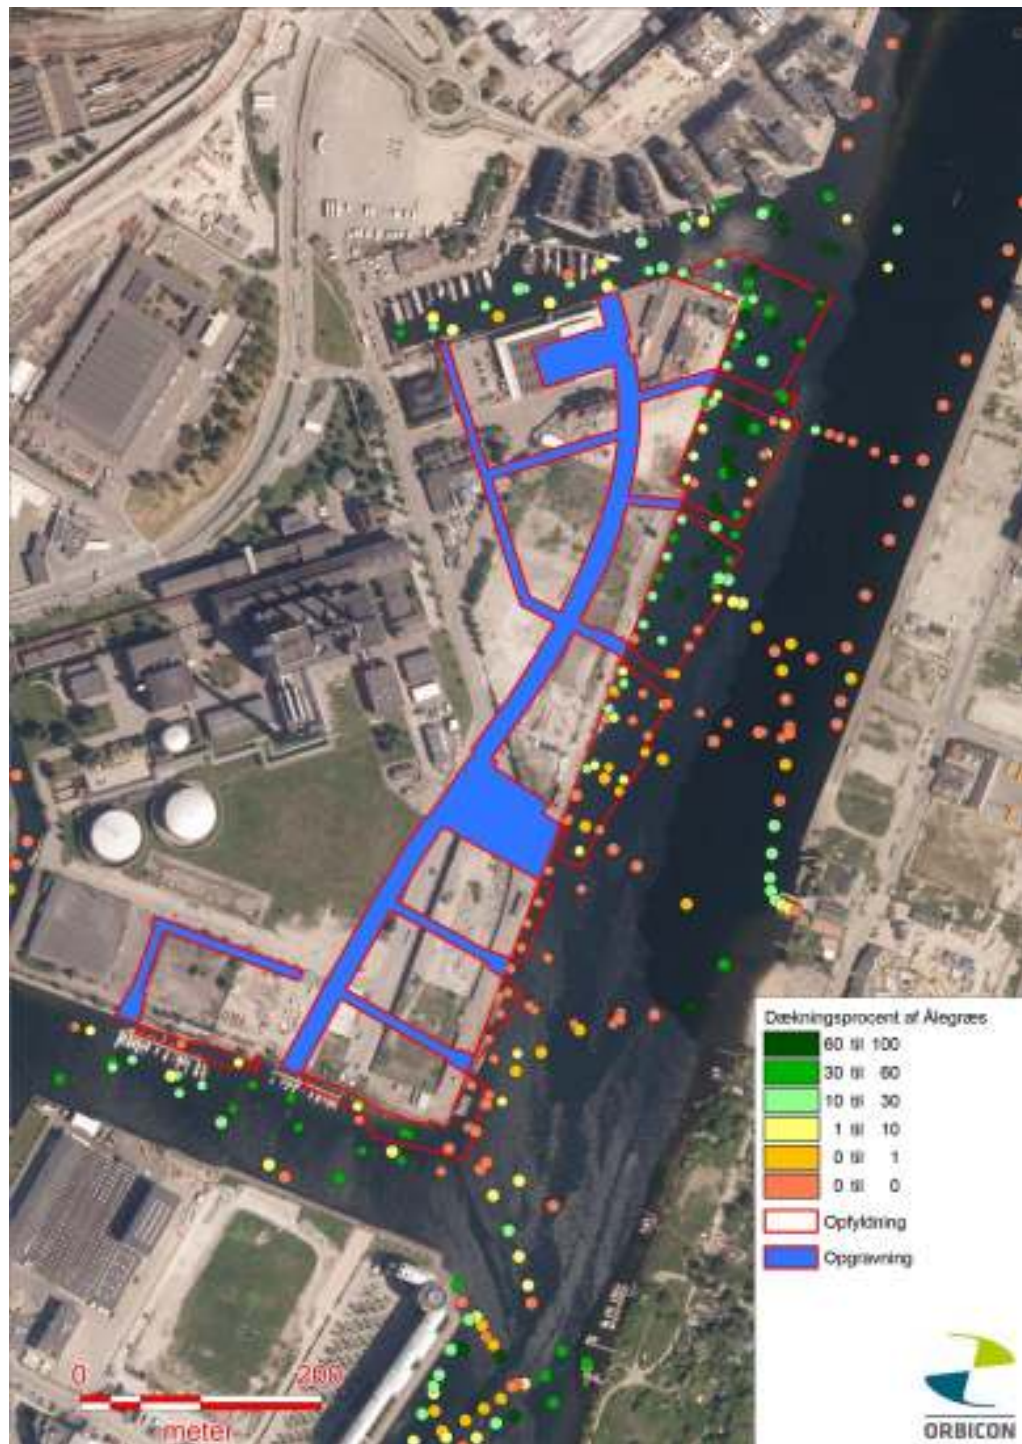 0 200
meter
Dækningsprocent af Ålegræs
60 til 100
30 til 60
10 til 30
1 til 10
0 til 1
0 til 0
Opfyldning
Opgravning
ORBICON